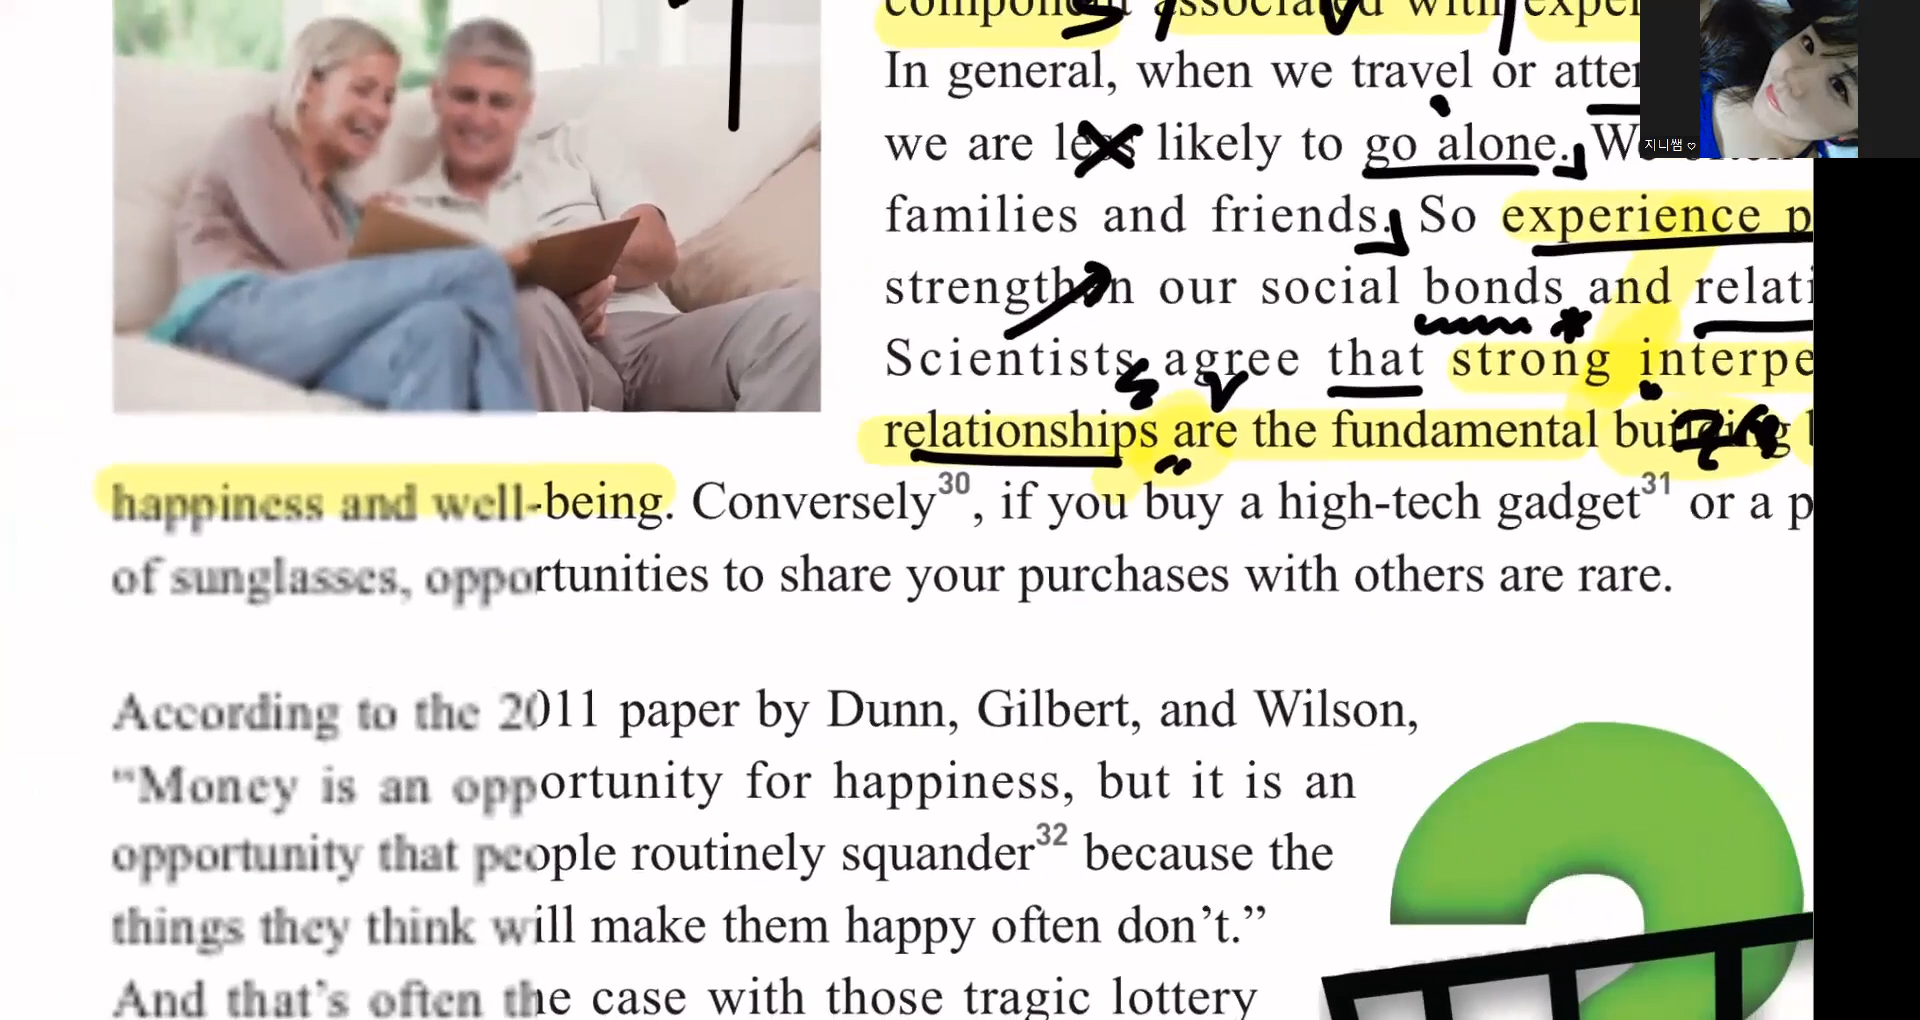 associated with
In general, when we travel or
we are less likely to go alone.
families and friends. So experience
strengthen our social bonds and
Scientists agree that strong
relationships are the fundamental building
happiness and well-being. Conversely30, if you buy a high-tech gadget31 or a
of sunglasses, opportunities to share your purchases with others are rare.
According to the 2011 paper by Dunn, Gilbert, and Wilson,
“Money is an opportunity for happiness, but it is an
opportunity that people routinely squander32 because the
things they think will make them happy often don’t.”
And that’s often the case with those tragic lottery
지니쌤 ♡